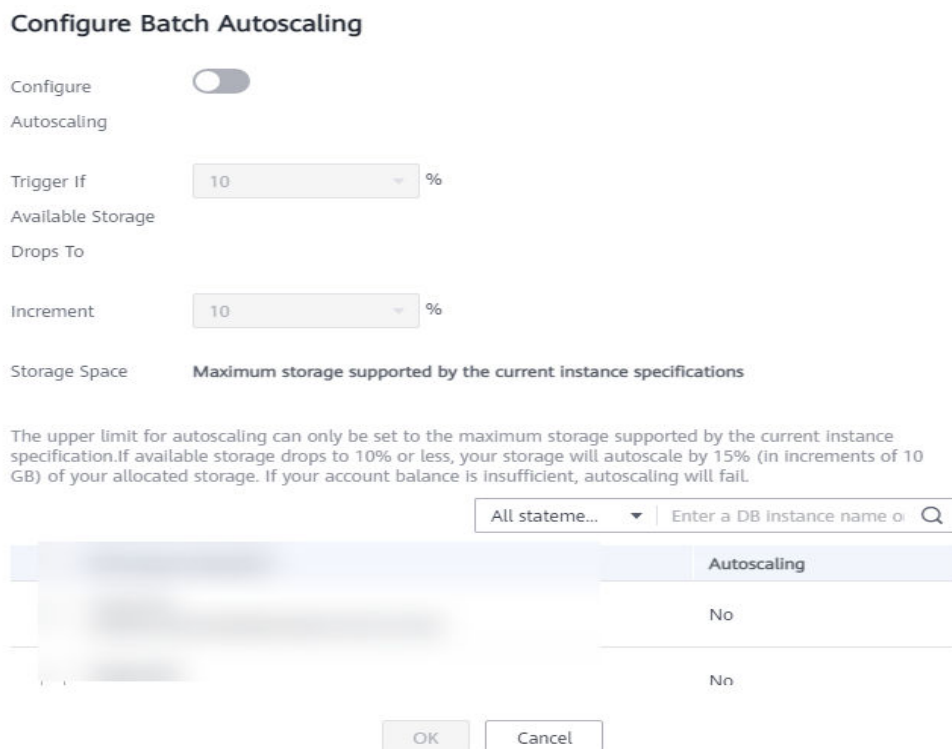 Configure Batch Autoscaling
Configure
Autoscaling
Trigger If
Available Storage
Drops To
10
%
Increment
10
%
Storage Space
Maximum storage supported by the current instance specifications
The upper limit for autoscaling can only be set to the maximum storage supported by the current instance
specification.If available storage drops to 10% or less, your storage will autoscale by 15% (in increments of 10
GB) of your allocated storage. If your account balance is insufficient, autoscaling will fail.
All stateme...
Enter a DB instance name o
Autoscaling
No
No
OK
Cancel